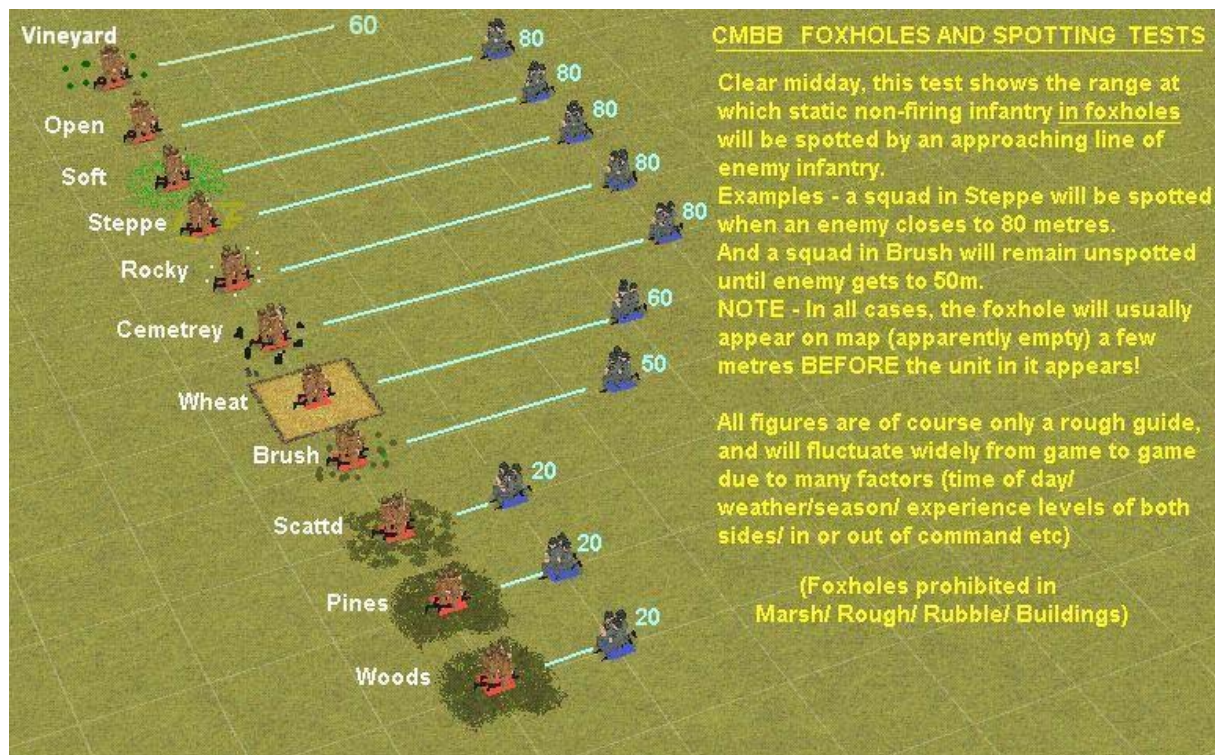 Vineyard
60
80
Open
80
Soft
80
Steppe
80
Rocky
80
Cemetrey
60
Wheat
50
Brush
20
Scattd
20
Pines
20
Woods
CMBB FOXHOLES AND SPOTTING TESTS
Clear midday, this test shows the range at
which static non-firing infantry in foxholes
will be spotted by an approaching line of
enemy infantry.
Examples - a squad in Steppe will be spotted
when an enemy closes to 80 metres.
And a squad in Brush will remain unspotted
until enemy gets to 50m.
NOTE - In all cases, the foxhole will usually
appear on map (apparently empty) a few
metres BEFORE the unit in it appears!
All figures are of course only a rough guide,
and will fluctuate widely from game to game
due to many factors (time of day/
weather/season/ experience levels of both
sides/ in or out of command etc)
(Foxholes prohibited in
Marsh/ Rough/ Rubble/ Buildings)